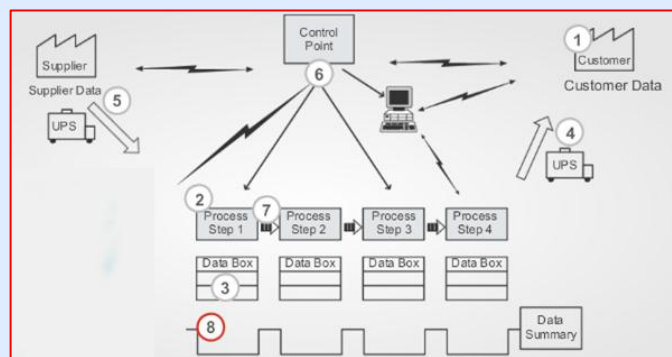 Control
Point
1
Supplier
Customer
6
Supplier Data
5
Customer Data
UPS
4
UPS
2
7
Process
Step 1
Process
Step 2
Process
Step 3
Process
Step 4
Data Box
Data Box
Data Box
Data Box
3
8
Data
Summary